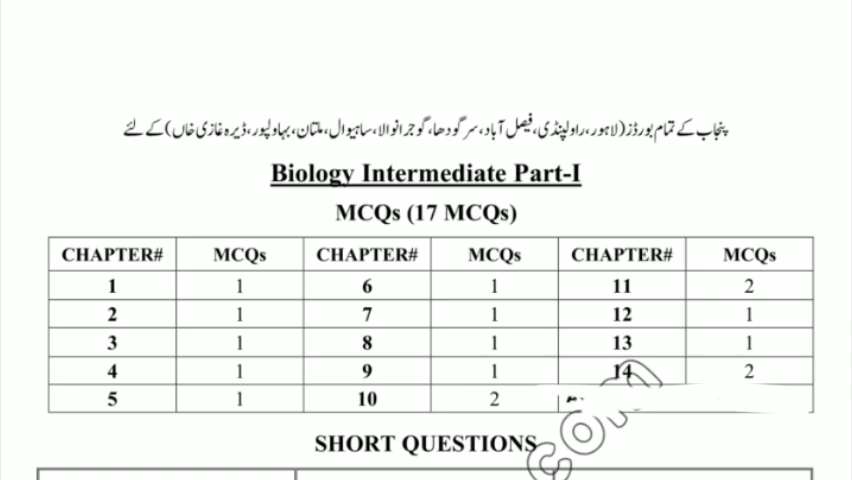 پنجاب کے تمام بورڈز(لاہور،راولپنڈی،فیصل آباد،سرگودھا،گوجرانوالا،ساہیوال،ملتان،بہاولپور،ڈیرہ غازی خاں)کے لئے
Biology Intermediate Part-I
MCQs (17 MCQs)
CHAPTER# MCQs CHAPTER# MCQs CHAPTER# MCQs
1 1 6 1 11 2
2 1 7 1 12 1
3 1 8 1 13 1
4 1 9 1 14 2
5 1 10 2
SHORT QUESTIONS
com